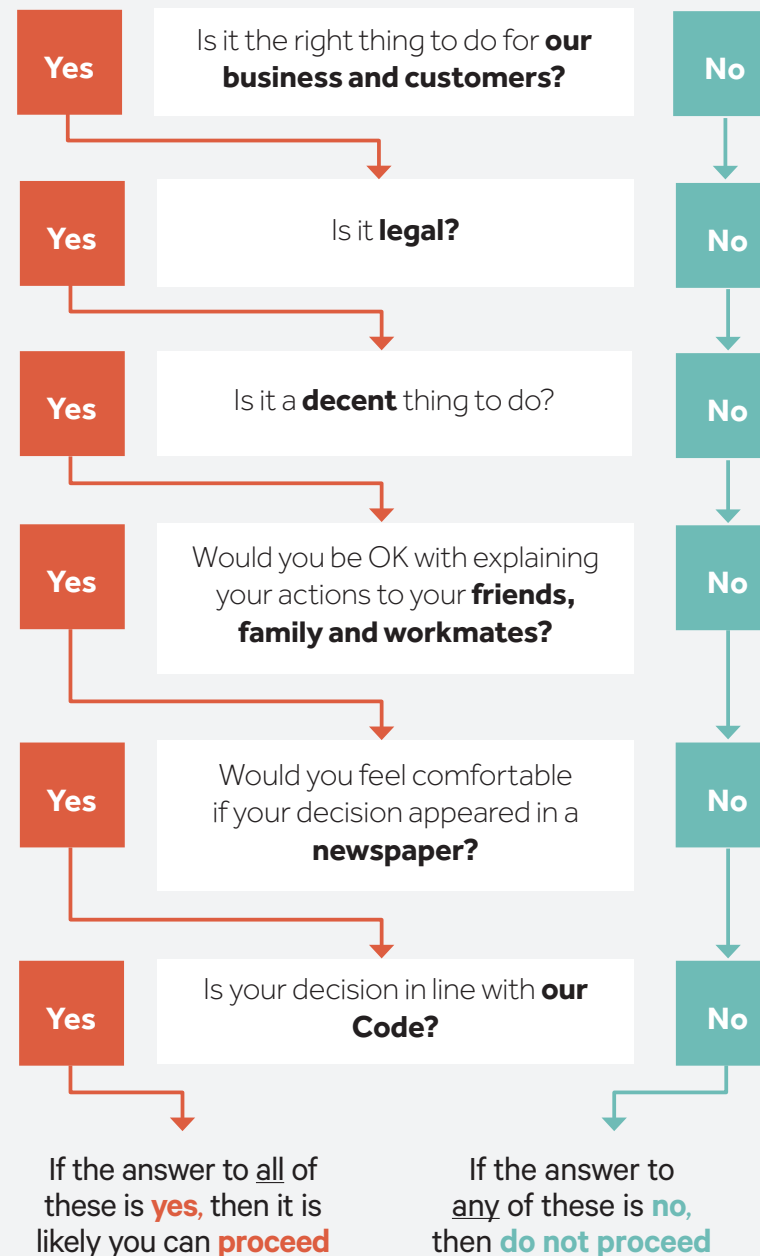 Yes
Is it the right thing to do for our
business and customers?
No
Yes
Is it legal?
No
Yes
Is it a decent thing to do?
No
Yes
Would you be OK with explaining
your actions to your friends,
family and workmates?
No
Yes
Would you feel comfortable
if your decision appeared in a
newspaper?
No
Yes
Is your decision in line with our
Code?
No
If the answer to all of
these is yes, then it is
likely you can proceed
If the answer to
any of these is no,
then do not proceed